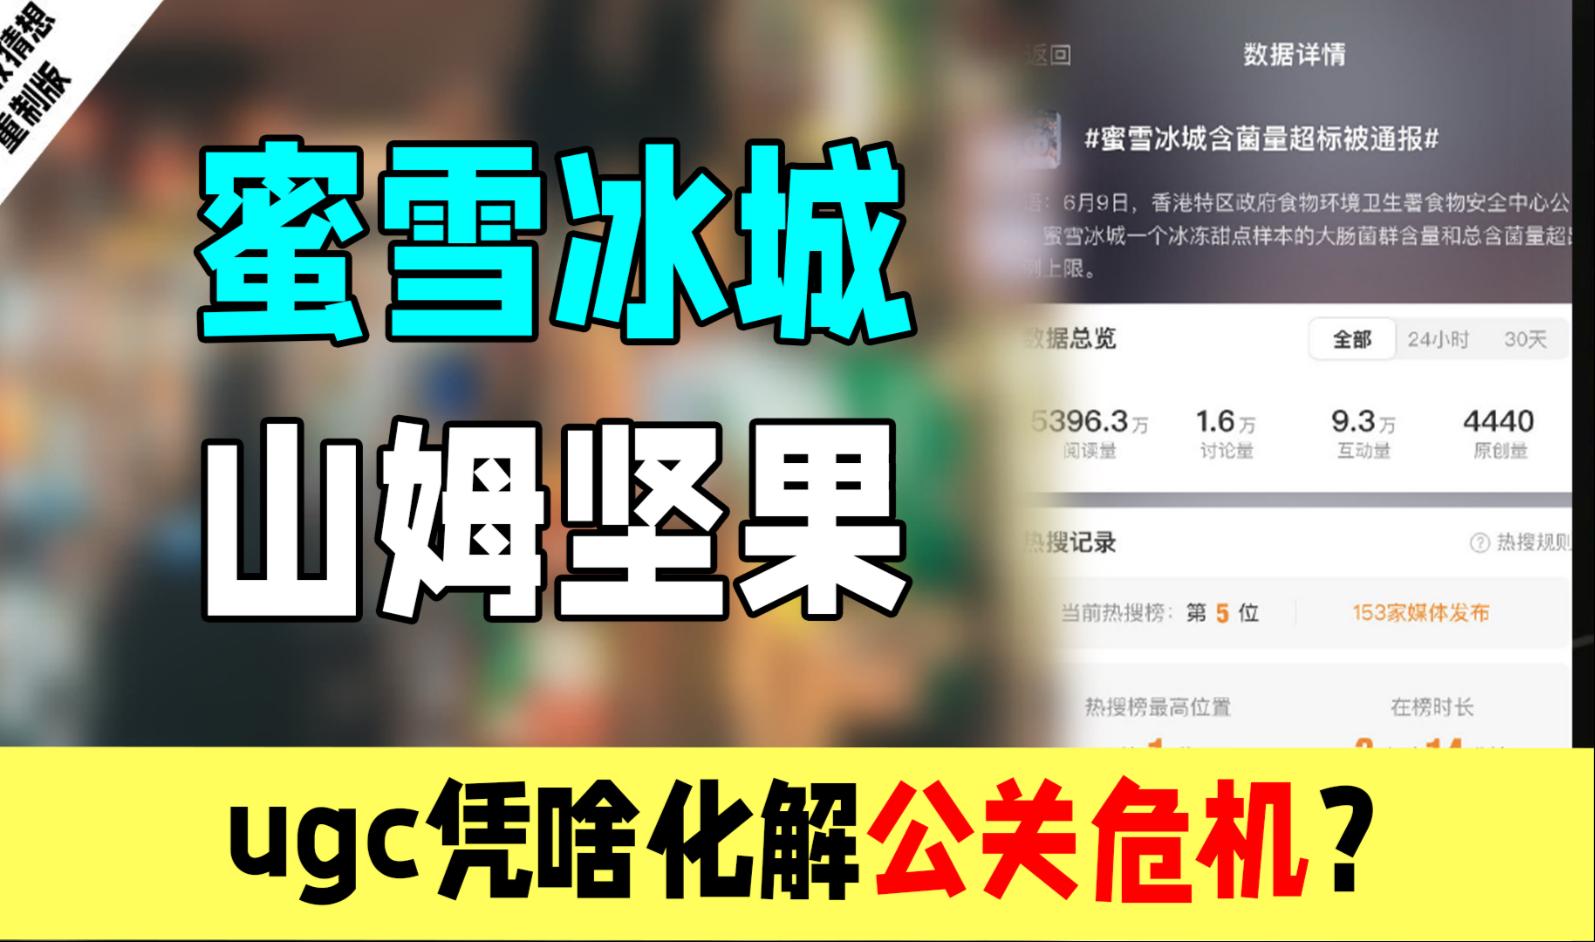 猜想
重制版
蜜雪冰城
山姆坚果
返回
数据详情
#蜜雪冰城含菌量超标被通报#
语：6月9日，香港特区政府食物环境卫生署食物安全中心公
蜜雪冰城一个冰冻甜点样本的大肠菌群含量和总含菌量超出
例上限。
数据总览
全部 24小时 30天
5396.3万 1.6万 9.3万 4440
阅读量 讨论量 互动量 原创量
热搜记录
热搜规则
当前热搜榜：第 5 位
153家媒体发布
热搜榜最高位置 在榜时长
ugc凭啥化解公关危机?